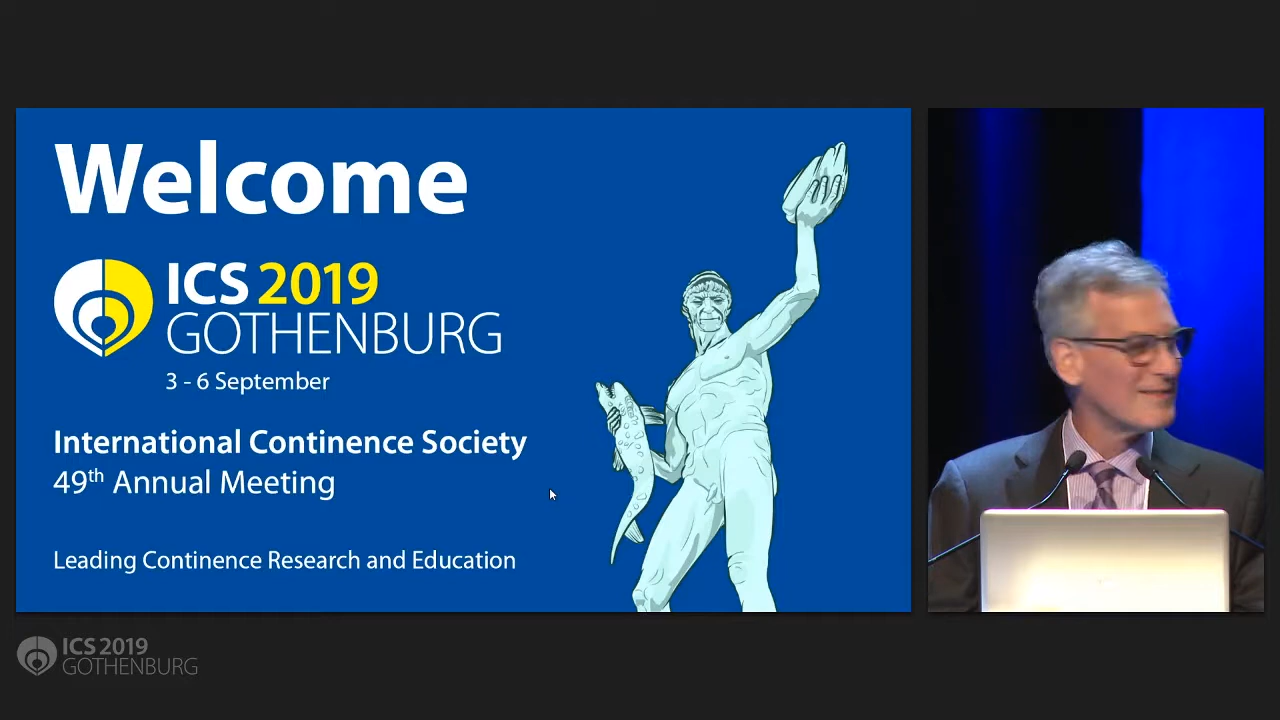 Welcome
ICS 2019
GOTHENBURG
3 - 6 September
International Continence Society
49th Annual Meeting
Leading Continence Research and Education
ICS 2019
GOTHENBURG